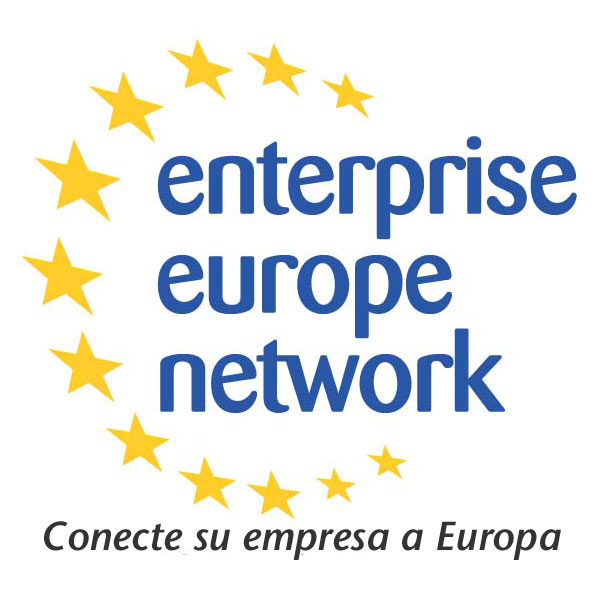 enterprise
europe
network
Conecte su empresa a Europa